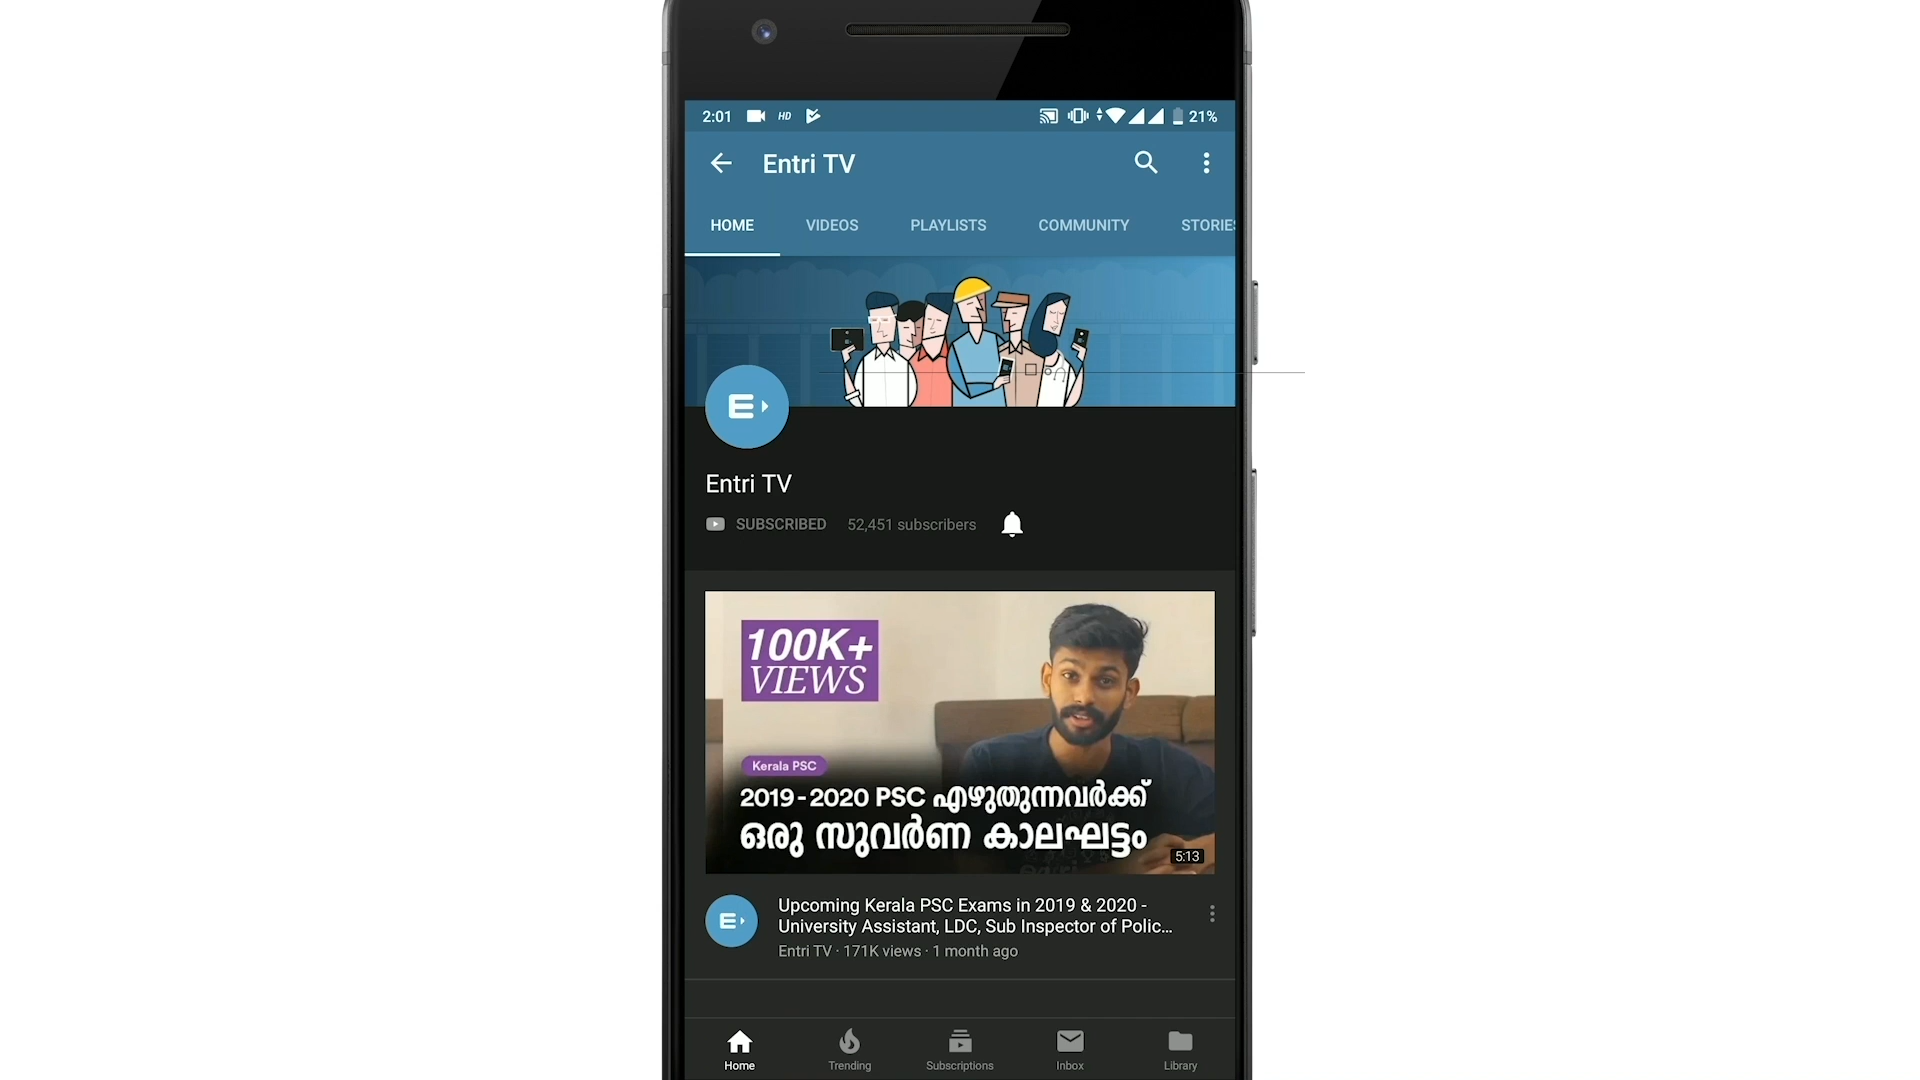 2:01 HD 21%
Entri TV
HOME VIDEOS PLAYLISTS COMMUNITY STORIES
Entri TV
SUBSCRIBED 52,451 subscribers
100K+
VIEWS
Kerala PSC
2019-2020 PSC എഴുതുന്നവർക്ക്
ഒരു സുവർണ കാലഘട്ടം
5:13
Upcoming Kerala PSC Exams in 2019 & 2020 -
University Assistant, LDC, Sub Inspector of Polic...
Entri TV · 171K views · 1 month ago
Home Trending Subscriptions Inbox Library